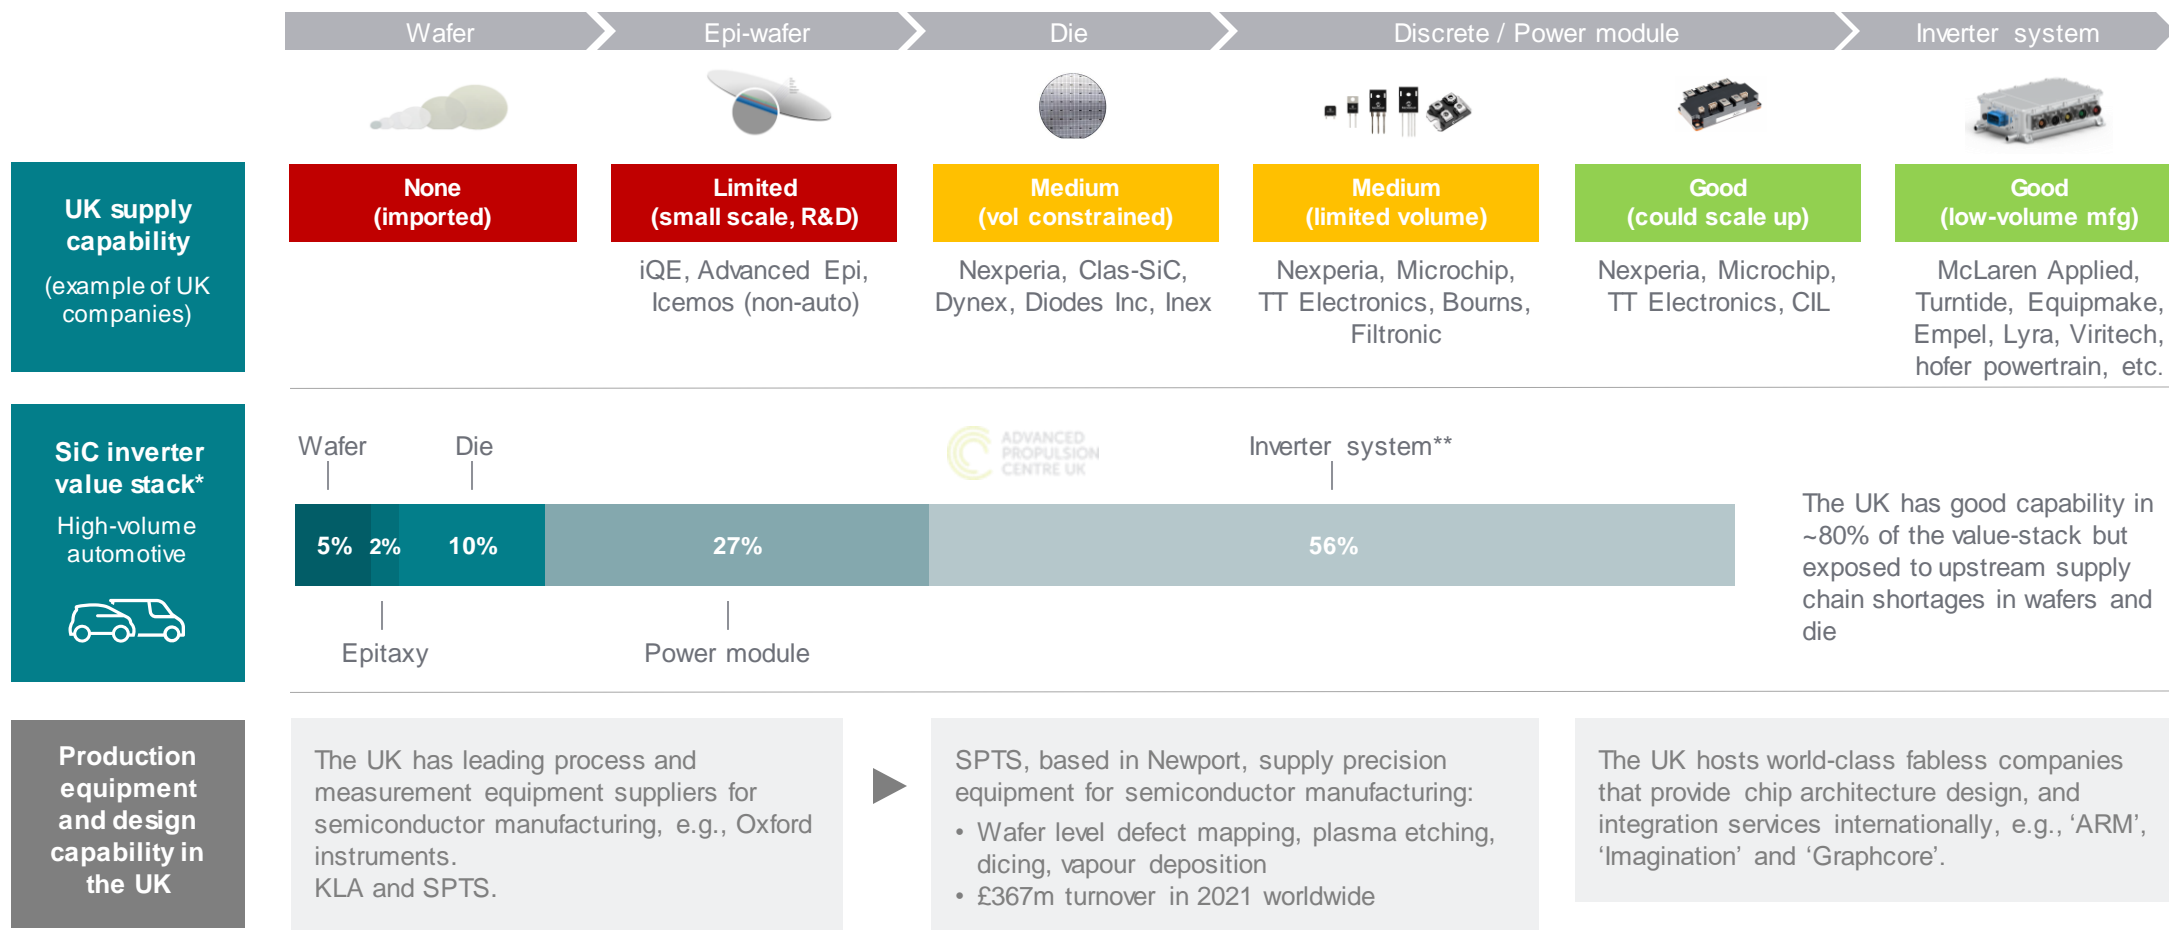 Wafer
Epi-wafer
Die
Discrete / Power module
Inverter system
UK supply
capability
(example of UK
companies)
None
(imported)
Limited
(small scale, R&D)
Medium
(vol constrained)
Medium
(limited volume)
Good
(could scale up)
Good
(low-volume mfg)
iQE, Advanced Epi,
Icemos (non-auto)
Nexperia, Clas-SiC,
Dynex, Diodes Inc, Inex
Nexperia, Microchip,
TT Electronics, Bourns,
Filtronic
Nexperia, Microchip,
TT Electronics, CIL
McLaren Applied,
Turntide, Equipmake,
Empel, Lyra, Viritech,
hofer powertrain, etc.
SiC inverter
value stack*
High-volume
automotive
Wafer
Die
ADVANCED
PROPULSION
CENTRE UK
Inverter system**
5%
2%
10%
27%
56%
Epitaxy
Power module
The UK has good capability in
~80% of the value-stack but
exposed to upstream supply
chain shortages in wafers and
die
Production
equipment
and design
capability in
the UK
The UK has leading process and
measurement equipment suppliers for
semiconductor manufacturing, e.g., Oxford
instruments.
KLA and SPTS.
SPTS, based in Newport, supply precision
equipment for semiconductor manufacturing:
• Wafer level defect mapping, plasma etching,
dicing, vapour deposition
• £367m turnover in 2021 worldwide
The UK hosts world-class fabless companies
that provide chip architecture design, and
integration services internationally, e.g., ‘ARM’,
‘Imagination’ and ‘Graphcore’.